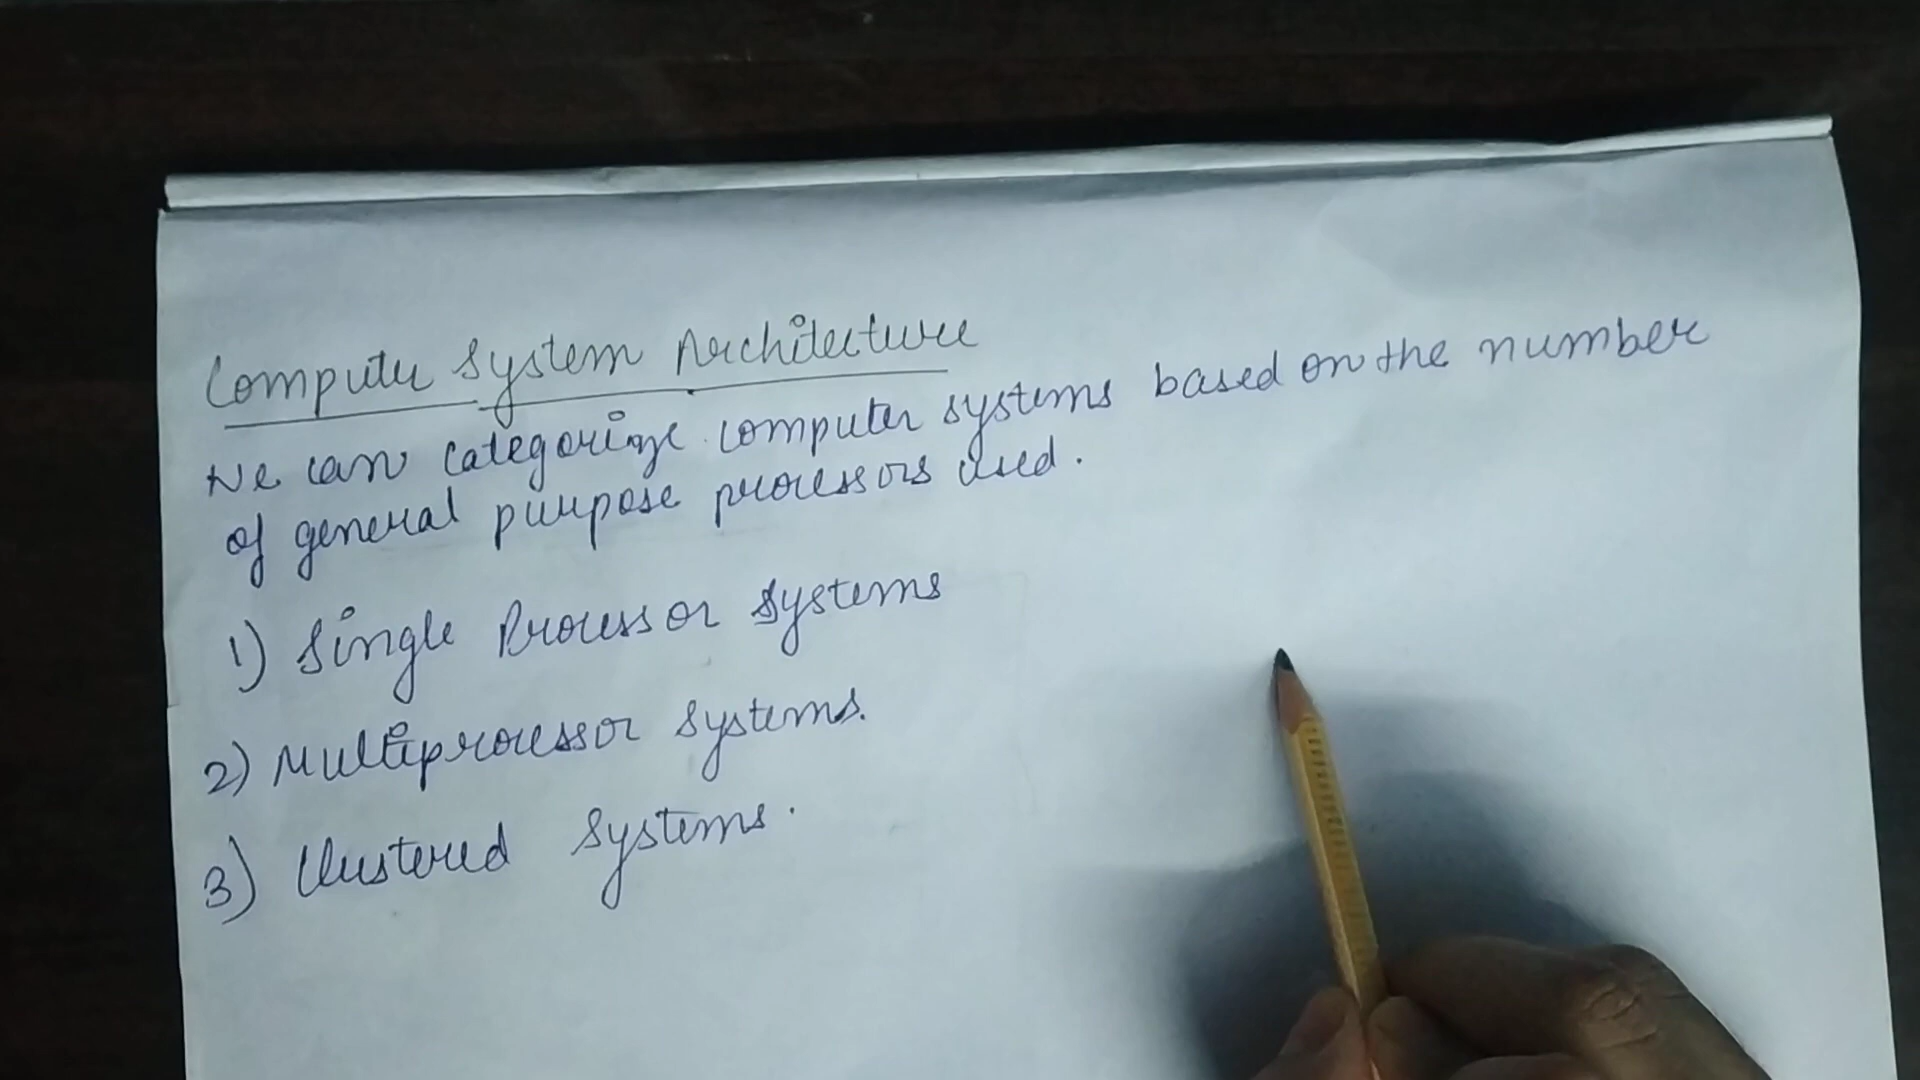 Computer System Architecture
We can categorize computer systems based on the number
of general purpose processors used.
1) Single Processor Systems
2) Multiprocessor Systems.
3) Clustered Systems.